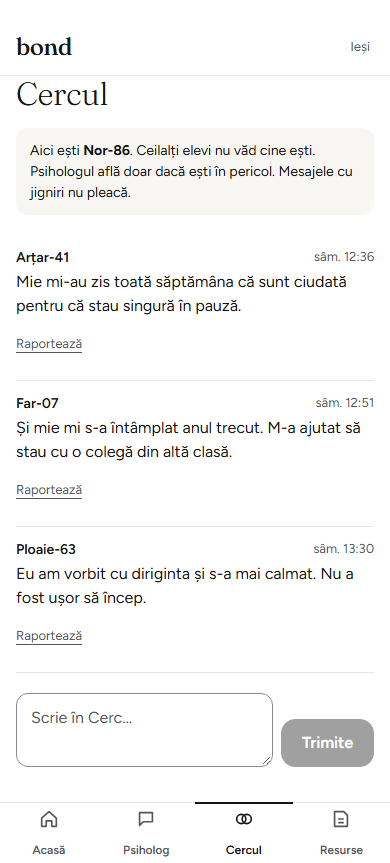 bond
Ieși
Cercul
Aici ești Nor-86. Ceilalți elevi nu văd cine ești.
Psihologul află doar dacă ești în pericol. Mesajele cu
jigniri nu pleacă.
Arțar-41
sâm. 12:36
Mie mi-au zis toată săptămâna că sunt ciudată
pentru că stau singură în pauză.
Raportează
Far-07
sâm. 12:51
Și mie mi s-a întâmplat anul trecut. M-a ajutat să
stau cu o colegă din altă clasă.
Raportează
Ploaie-63
sâm. 13:30
Eu am vorbit cu diriginta și s-a mai calmat. Nu a
fost ușor să încep.
Raportează
Scrie în Cerc...
Trimite
Acasă
Psiholog
Cercul
Resurse